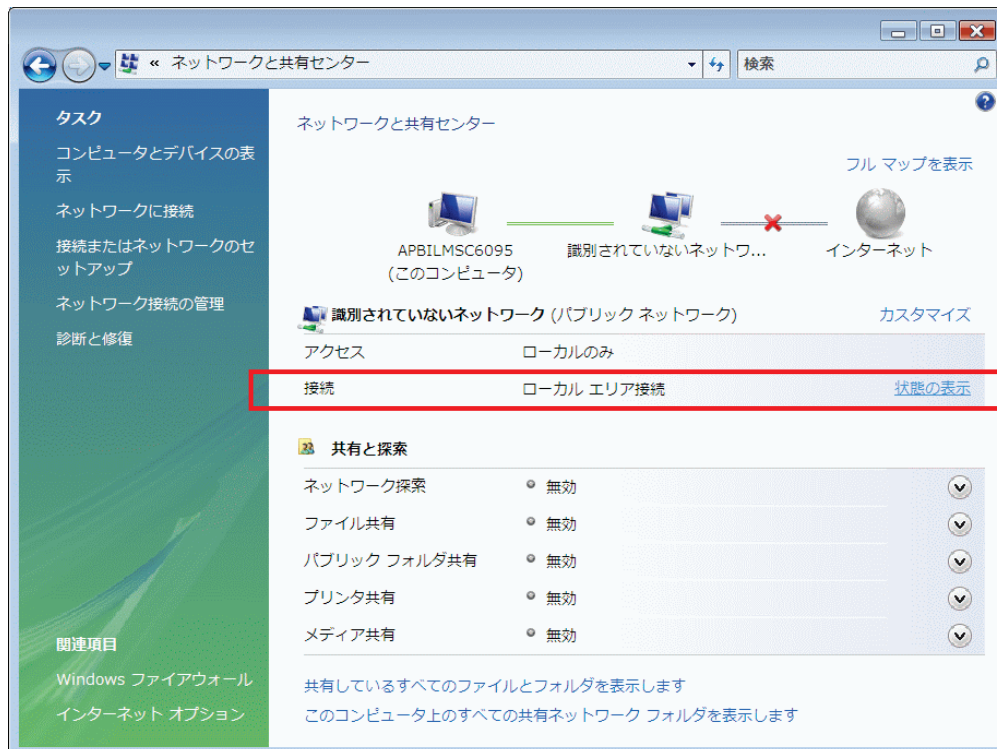 « ネットワークと共有センター
検索
タスク
コンピュータとデバイスの表
示
ネットワークに接続
接続またはネットワークのセ
ットアップ
ネットワーク接続の管理
診断と修復
関連項目
Windows ファイアウォール
インターネット オプション
ネットワークと共有センター
フル マップを表示
APBILMSC6095
(このコンピュータ)
識別されていないネットワ...
インターネット
識別されていないネットワーク (パブリック ネットワーク)
カスタマイズ
アクセス ローカルのみ
接続 ローカル エリア接続 状態の表示
共有と探索
ネットワーク探索 無効
ファイル共有 無効
パブリック フォルダ共有 無効
プリンタ共有 無効
メディア共有 無効
共有しているすべてのファイルとフォルダを表示します
このコンピュータ上のすべての共有ネットワーク フォルダを表示します